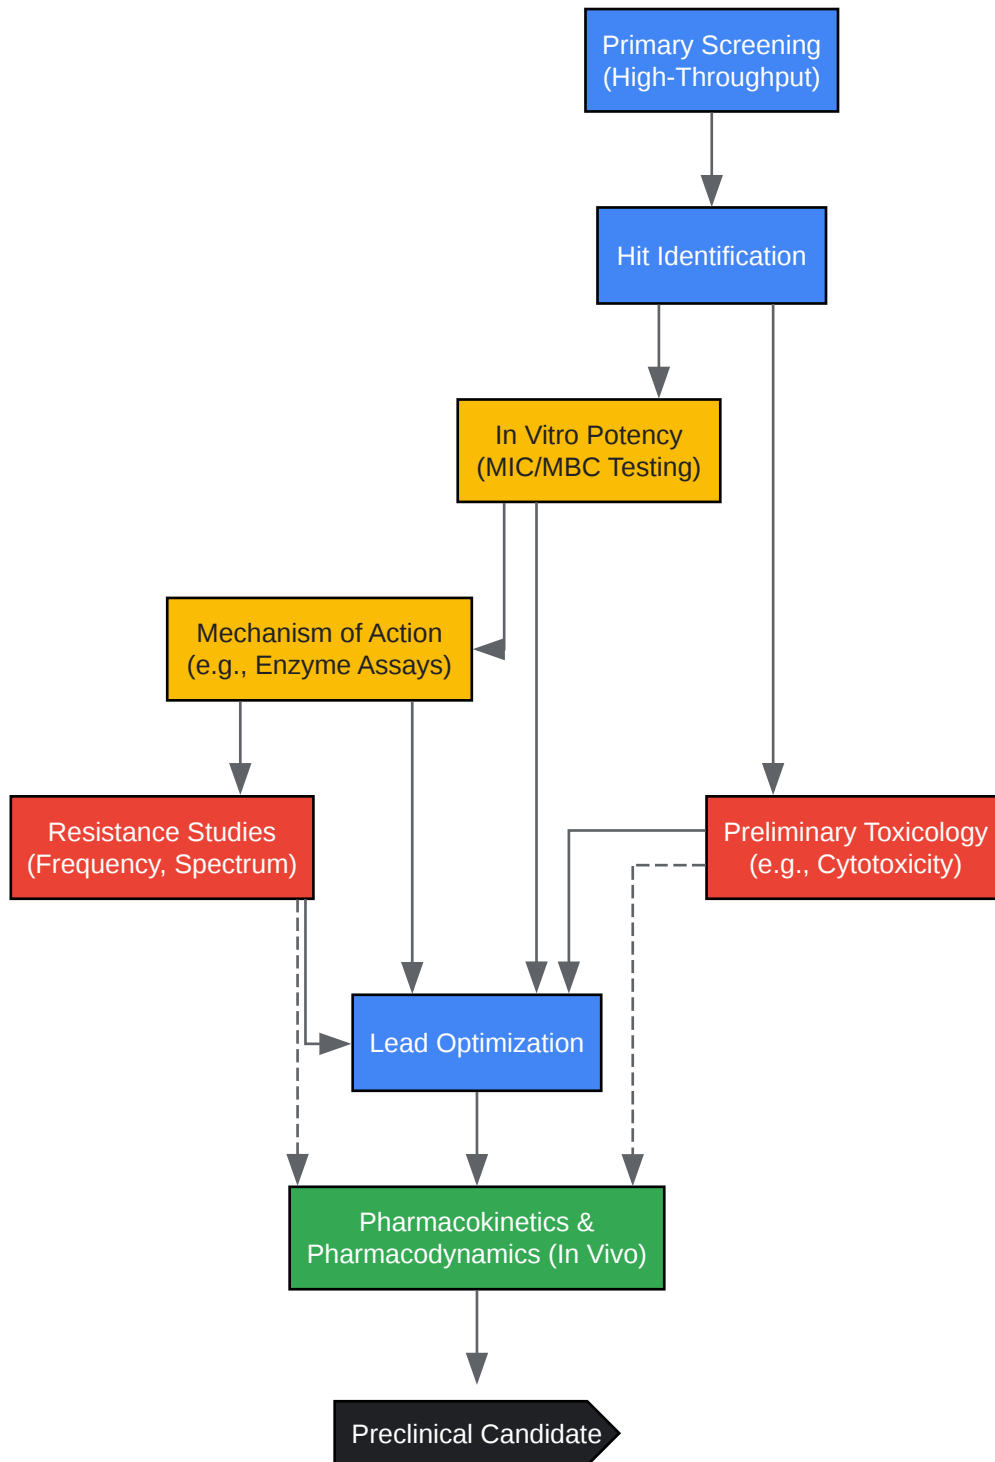 Primary Screening
(High-Throughput)
Hit Identification
In Vitro Potency
(MIC/MBC Testing)
Mechanism of Action
(e.g., Enzyme Assays)
Resistance Studies
(Frequency, Spectrum)
Preliminary Toxicology
(e.g., Cytotoxicity)
Lead Optimization
Pharmacokinetics &
Pharmacodynamics (In Vivo)
Preclinical Candidate